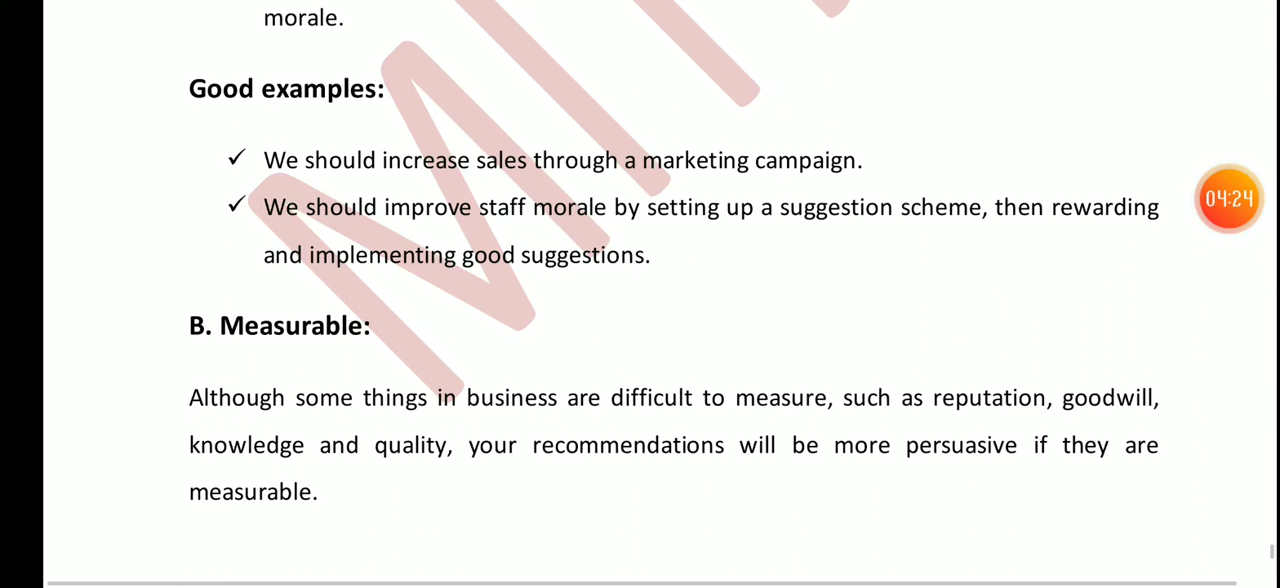 morale.
Good examples:
✓ We should increase sales through a marketing campaign.
✓ We should improve staff morale by setting up a suggestion scheme, then rewarding
and implementing good suggestions.
04:24
B. Measurable:
Although some things in business are difficult to measure, such as reputation, goodwill,
knowledge and quality, your recommendations will be more persuasive if they are
measurable.